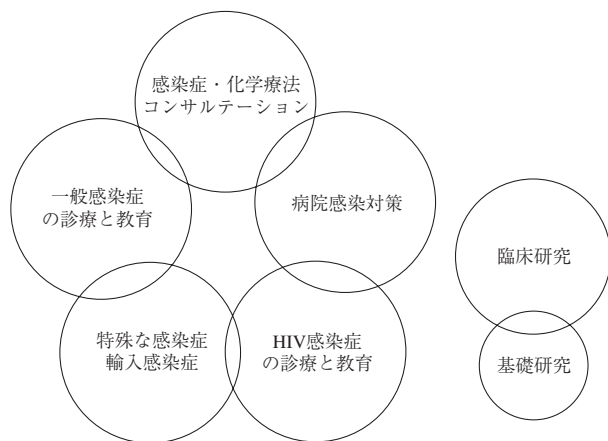 感染症・化学療法
コンサルテーション
一般感染症
の診療と教育
病院感染対策
特殊な感染症
輸入感染症
HIV感染症
の診療と教育
臨床研究
基礎研究